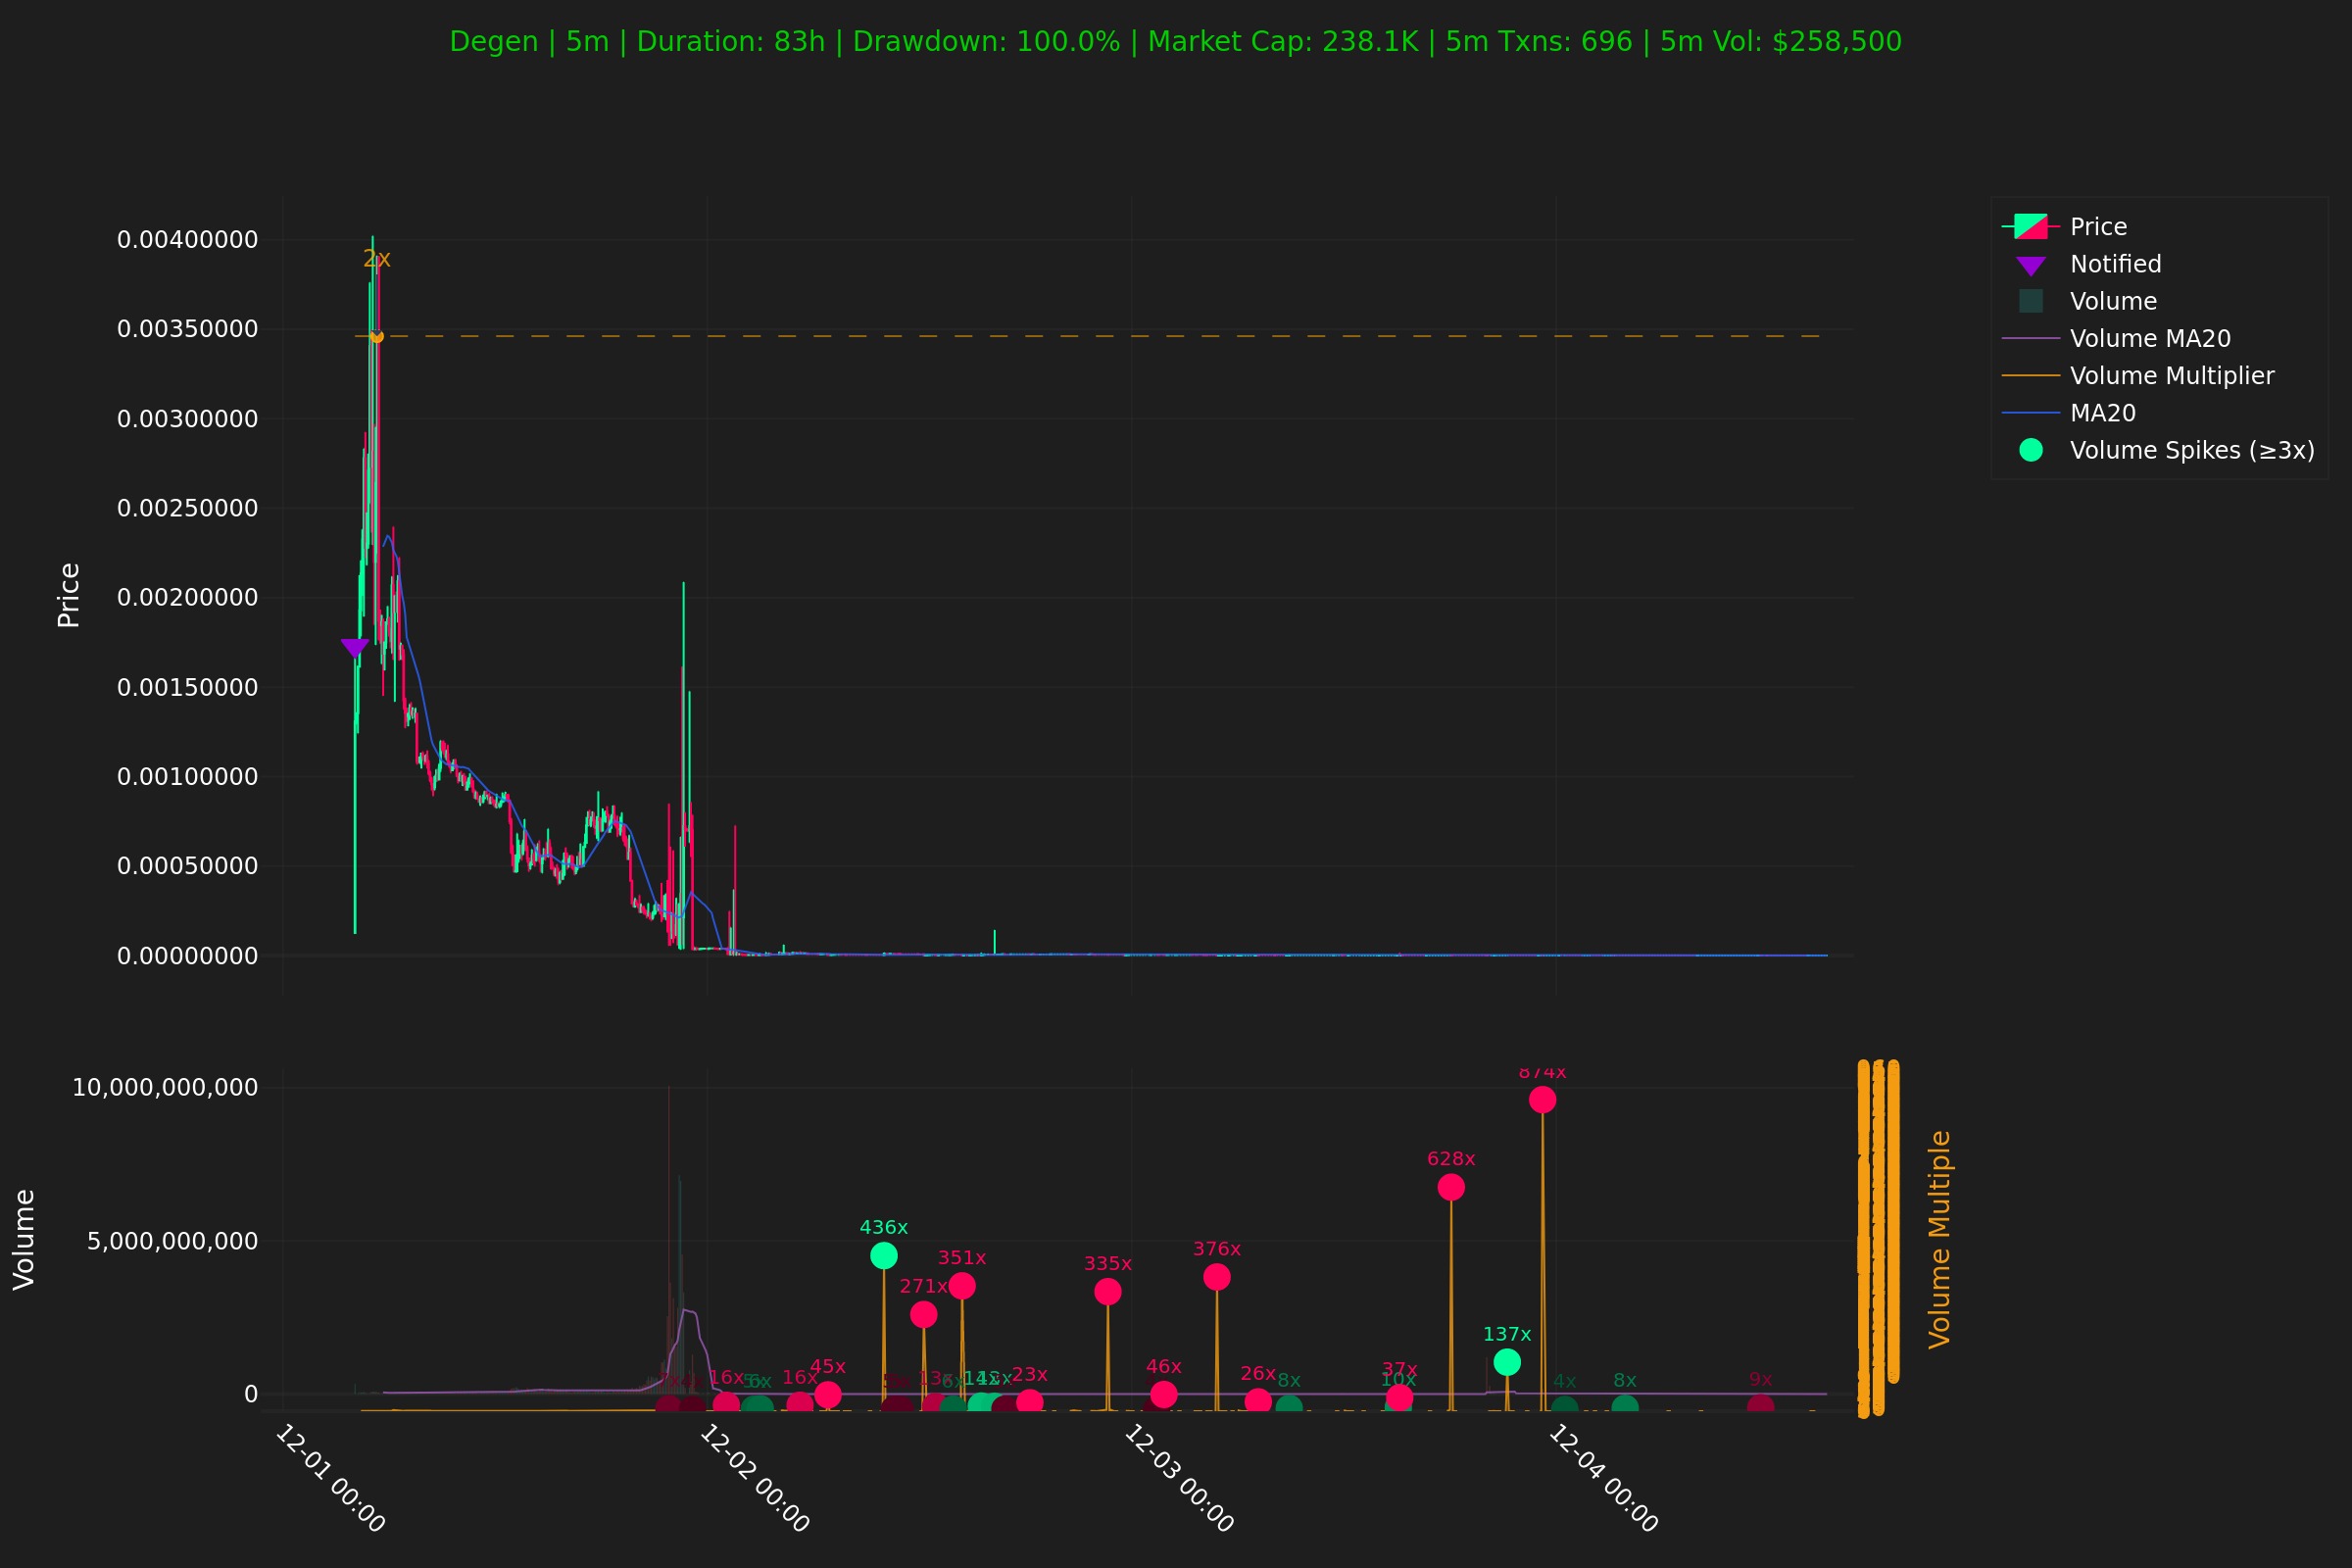 Degen | 5m | Duration: 83h | Drawdown: 100.0% | Market Cap: 238.1K | 5m Txns: 696 | 5m Vol: $258,500
Price
0.00400000
0.00350000
0.00300000
0.00250000
0.00200000
0.00150000
0.00100000
0.00050000
0.00000000
2x
Price
Notified
Volume
Volume MA20
Volume Multiplier
MA20
Volume Spikes (≥3x)
Volume
10,000,000,000
5,000,000,000
0
16x
6x
16x
45x
436x
271x
351x
13x
6x
14x
12x
23x
335x
46x
376x
26x
8x
37x
10x
628x
137x
874x
4x
8x
9x
Volume Multiple
12-01 00:00
12-02 00:00
12-03 00:00
12-04 00:00